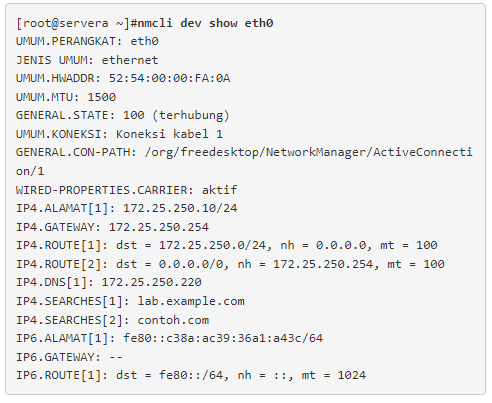 [root@servera ~]#nmcli dev show eth0
UMUM.PERANGKAT: eth0
JENIS UMUM: ethernet
UMUM.HWADDR: 52:54:00:00:FA:0A
UMUM.MTU: 1500
GENERAL.STATE: 100 (terhubung)
UMUM.KONEKSI: Koneksi kabel 1
GENERAL.CON-PATH: /org/freedesktop/NetworkManager/ActiveConnecti
on/1
WIRED-PROPERTIES.CARRIER: aktif
IP4.ALAMAT[1]: 172.25.250.10/24
IP4.GATEWAY: 172.25.250.254
IP4.ROUTE[1]: dst = 172.25.250.0/24, nh = 0.0.0.0, mt = 100
IP4.ROUTE[2]: dst = 0.0.0.0/0, nh = 172.25.250.254, mt = 100
IP4.DNS[1]: 172.25.250.220
IP4.SEARCHES[1]: lab.example.com
IP4.SEARCHES[2]: contoh.com
IP6.ALAMAT[1]: fe80::c38a:ac39:36a1:a43c/64
IP6.GATEWAY: --
IP6.ROUTE[1]: dst = fe80::/64, nh = ::, mt = 1024